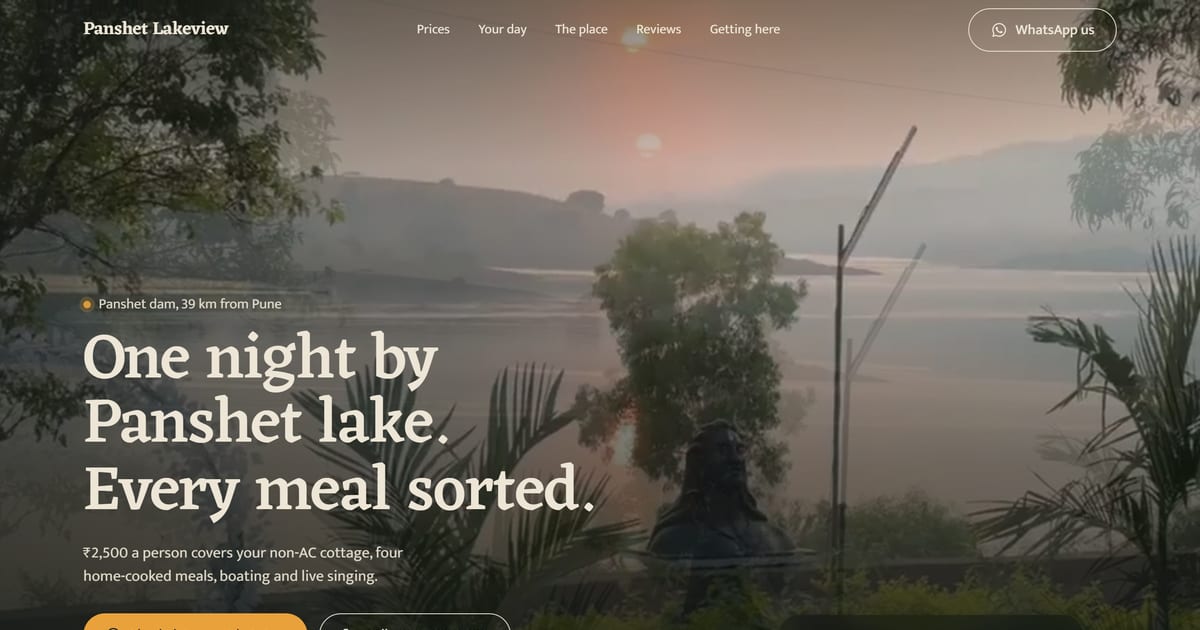 Panshet Lakeview
Prices
Your day
The place
Reviews
Getting here
WhatsApp us
Panshet dam, 39 km from Pune
One night by
Panshet lake.
Every meal sorted.
₹2,500 a person covers your non-AC cottage, four
home-cooked meals, boating and live singing.